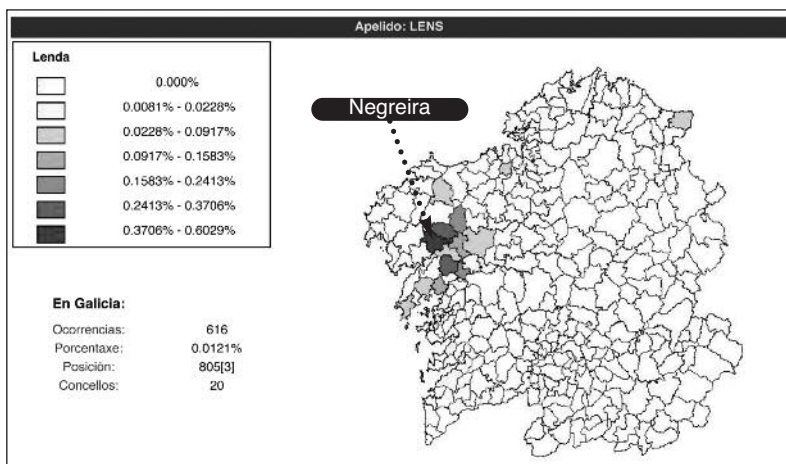 Apelido: LENS
Lenda
0.000%
0.0081% - 0.0228%
0.0228% - 0.0917%
0.0917% - 0.1583%
0.1583% - 0.2413%
0.2413% - 0.3706%
0.3706% - 0.6029%
Negreira
En Galicia:
Ocorrencias: 616
Porcentaxe: 0.0121%
Posición: 805[3]
Concellos: 20